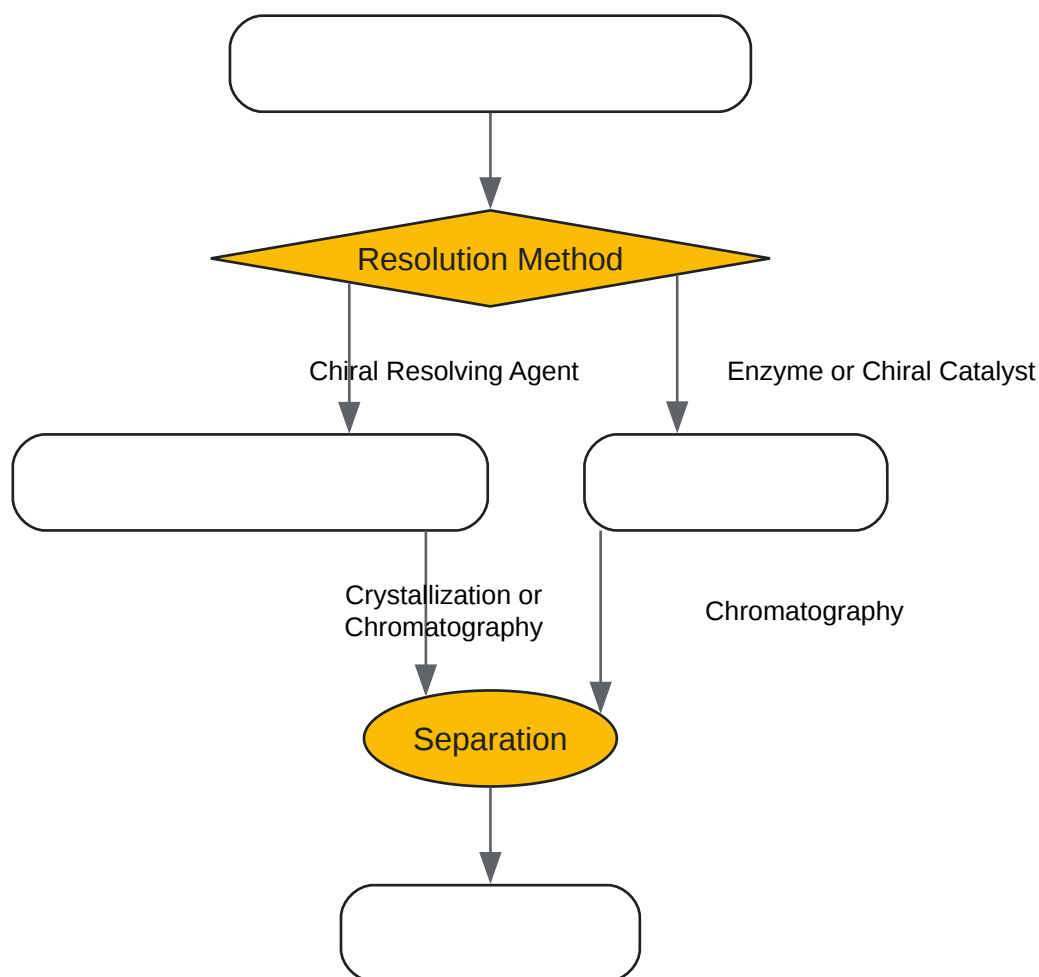 Resolution Method
Chiral Resolving Agent
Enzyme or Chiral Catalyst
Crystallization or
Chromatography
Chromatography
Separation